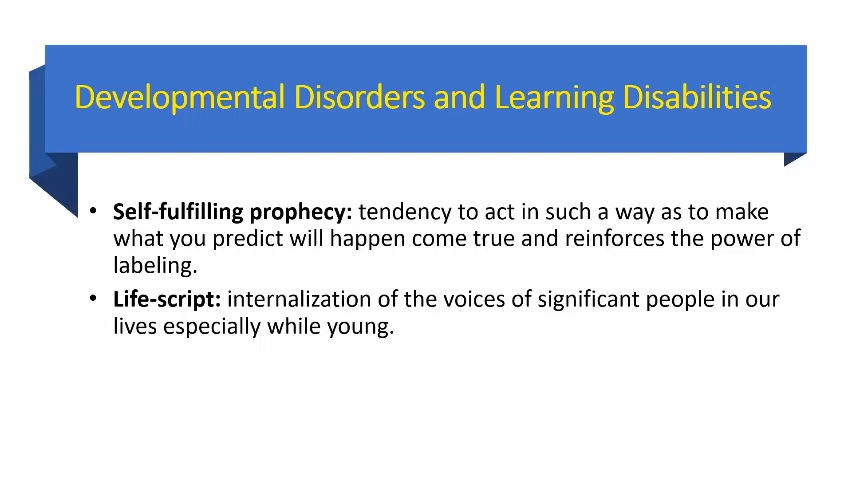 Developmental Disorders and Learning Disabilities
• Self-fulfilling prophecy: tendency to act in such a way as to make
what you predict will happen come true and reinforces the power of
labeling.
• Life-script: internalization of the voices of significant people in our
lives especially while young.